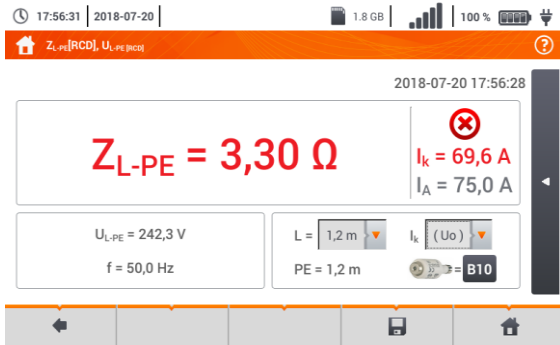 17:56:31 2018-07-20 1.8 GB 100 %
ZL-PE[RCD], UL-PE [RCD] ?
2018-07-20 17:56:28
ZL-PE = 3,30 Ω
Ik = 69,6 A
IA = 75,0 A
UL-PE = 242,3 V
f = 50,0 Hz
L = 1,2 m Ik (Uo)
PE = 1,2 m = B10